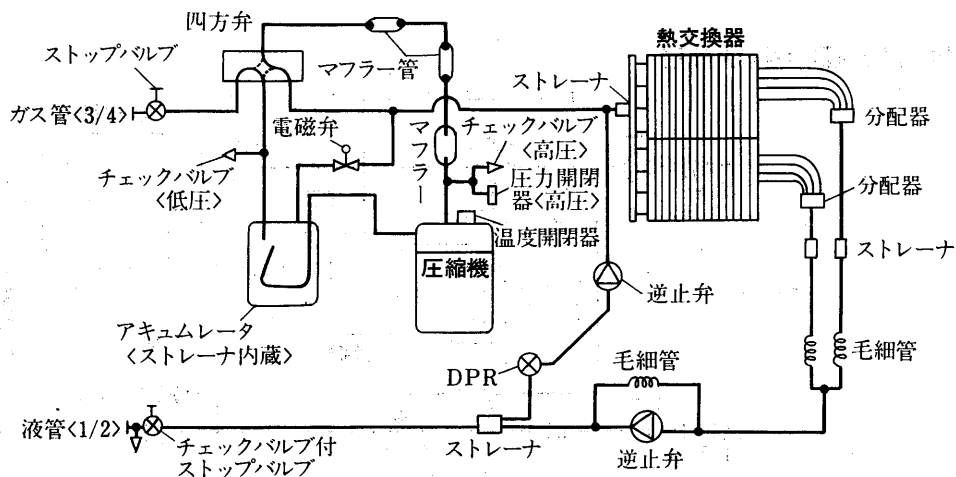 四方弁
ストップバルブ
マフラー管
熱交換器
ストレーナ
ガス管<3/4>
電磁弁
マフラー
チェックバルブ
<高圧>
分配器
チェックバルブ
<低圧>
圧力開閉
器<高圧>
分配器
温度開閉器
ストレーナ
圧縮機
逆止弁
アキュムレータ
<ストレーナ内蔵>
毛細管
DPR
毛細管
液管<1/2>
チェックバルブ付
ストップバルブ
ストレーナ
逆止弁